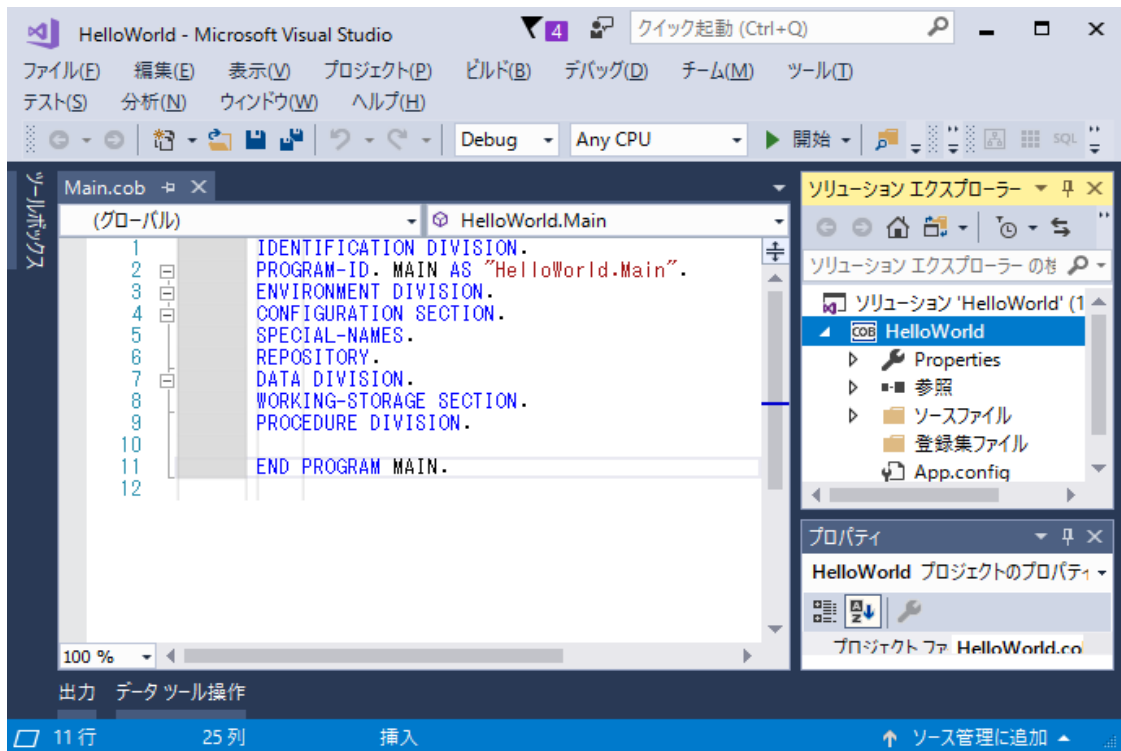 HelloWorld - Microsoft Visual Studio
4
クイック起動 (Ctrl+Q)
ファイル(F) 編集(E) 表示(V) プロジェクト(P) ビルド(B) デバッグ(D) チーム(M) ツール(T)
テスト(S) 分析(N) ウィンドウ(W) ヘルプ(H)
Debug Any CPU 開始 SQL
ツールボックス
Main.cob
(グローバル) HelloWorld.Main
1 IDENTIFICATION DIVISION.
2 PROGRAM-ID. MAIN AS "HelloWorld.Main".
3 ENVIRONMENT DIVISION.
4 CONFIGURATION SECTION.
5 SPECIAL-NAMES.
6 REPOSITORY.
7 DATA DIVISION.
8 WORKING-STORAGE SECTION.
9 PROCEDURE DIVISION.
10
11 END PROGRAM MAIN.
12
100 %
ソリューション エクスプローラー
ソリューション エクスプローラー の検
ソリューション 'HelloWorld' (1
COB HelloWorld
Properties
参照
ソースファイル
登録集ファイル
App.config
プロパティ
HelloWorld プロジェクトのプロパティ
プロジェクト ファ HelloWorld.co
出力 データ ツール操作
11 行 25 列 挿入 ソース管理に追加